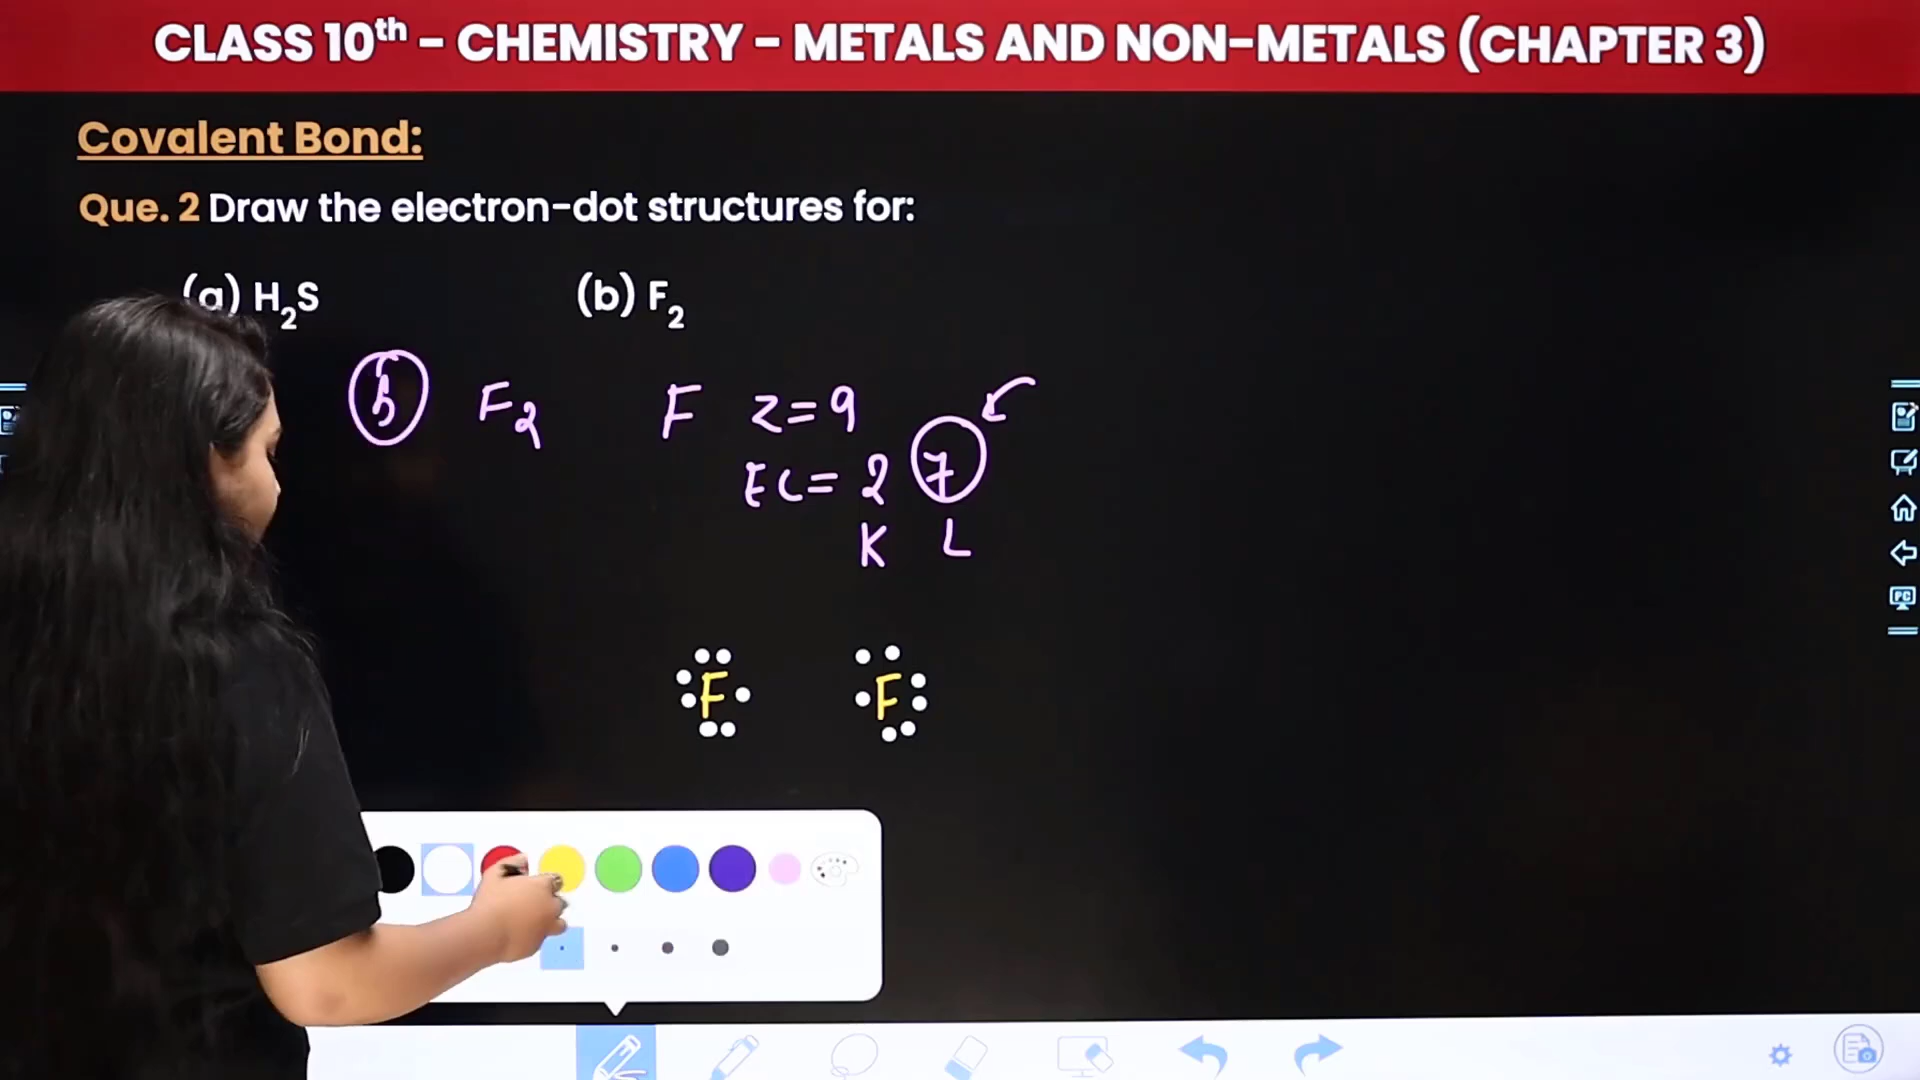 CLASS 10th - CHEMISTRY - METALS AND NON-METALS (CHAPTER 3)
Covalent Bond:
Que. 2 Draw the electron-dot structures for:
(a) H₂S (b) F₂
b F₂ F Z=9
EC= 2 7
K L
F F
PC